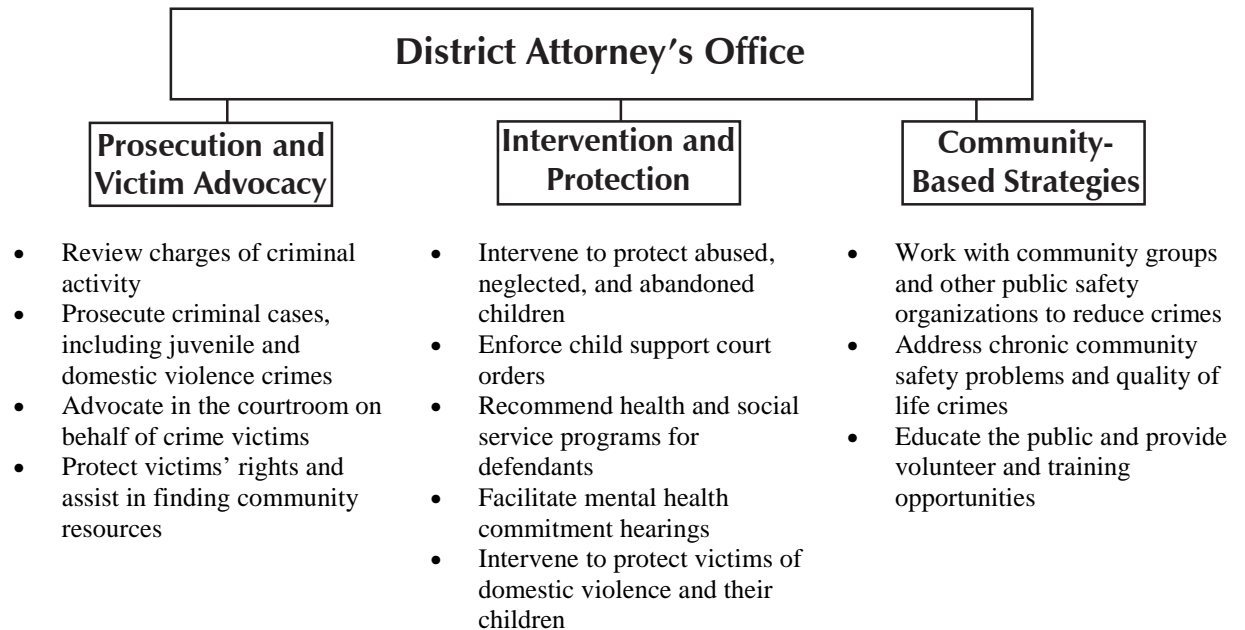 District Attorney's Office
Prosecution and
Victim Advocacy
• Review charges of criminal
activity
• Prosecute criminal cases,
including juvenile and
domestic violence crimes
• Advocate in the courtroom on
behalf of crime victims
• Protect victims’ rights and
assist in finding community
resources
Intervention and
Protection
• Intervene to protect abused,
neglected, and abandoned
children
• Enforce child support court
orders
• Recommend health and social
service programs for
defendants
• Facilitate mental health
commitment hearings
• Intervene to protect victims of
domestic violence and their
children
Community-
Based Strategies
• Work with community groups
and other public safety
organizations to reduce crimes
• Address chronic community
safety problems and quality of
life crimes
• Educate the public and provide
volunteer and training
opportunities